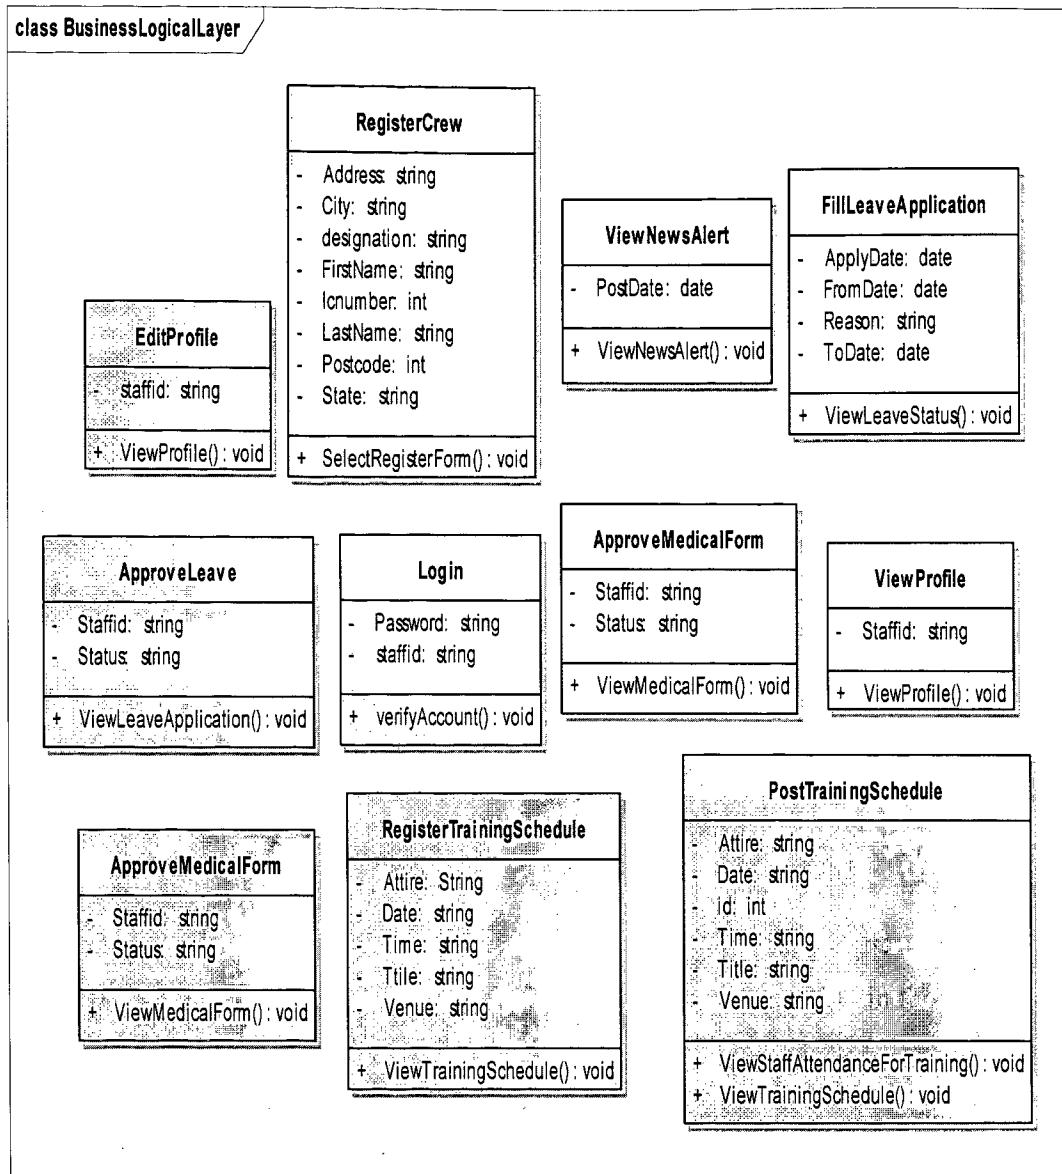 class BusinessLogicalLayer
RegisterCrew
- Address: string
- City: string
- designation: string
- FirstName: string
- Icnumber: int
- LastName: string
- Postcode: int
- State: string
+ SelectRegisterForm() : void
ViewNewsAlert
- PostDate: date
+ ViewNewsAlert() : void
FillLeaveApplication
- ApplyDate: date
- FromDate: date
- Reason: string
- ToDate: date
+ ViewLeaveStatus() : void
EditProfile
- staffid: string
+ ViewProfile() : void
ApproveLeave
- Staffid: string
- Status: string
+ ViewLeaveApplication() : void
Login
- Password: string
- staffid: string
+ verifyAccount() : void
ApproveMedicalForm
- Staffid: string
- Status: string
+ ViewMedicalForm() : void
ViewProfile
- Staffid: string
+ ViewProfile() : void
ApproveMedicalForm
- Staffid: string
- Status: string
+ ViewMedicalForm() : void
RegisterTrainingSchedule
- Attire: String
- Date: string
- Time: string
- Ttile: string
- Venue: string
+ ViewTrainingSchedule() : void
PostTrainingSchedule
- Attire: string
- Date: string
- id: int
- Time: string
- Title: string
- Venue: string
+ ViewStaffAttendanceForTraining() : void
+ ViewTrainingSchedule() : void